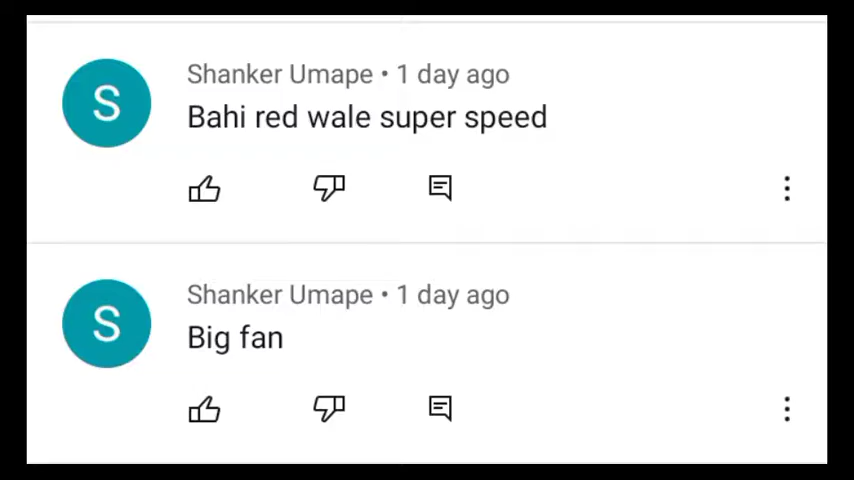 S
Shanker Umape • 1 day ago
Bahi red wale super speed
S
Shanker Umape • 1 day ago
Big fan